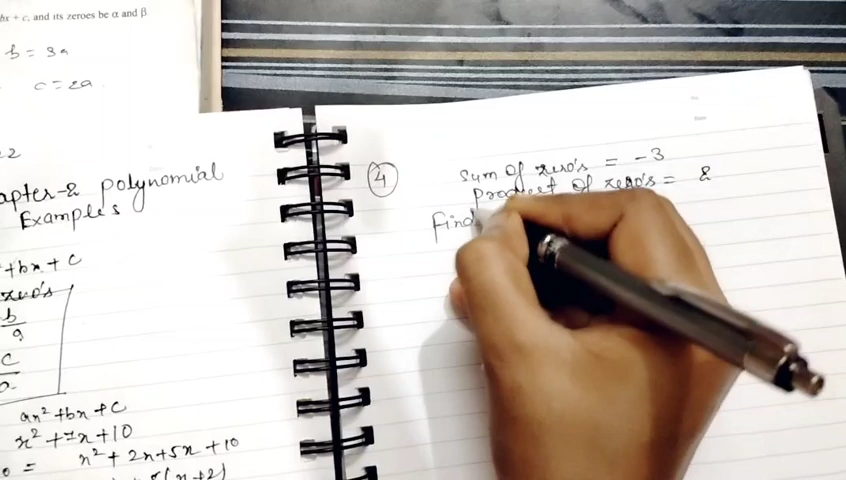 bx + c, and its zeroes be α and β
b = 3a
c = 2a
apter-2 polynomial
Examples
+bx + c
zero's
b
a
c
a
ax² + bx + c
x² + 7x + 10
= x² + 2x + 5x + 10
(x+2)
④
sum of zero's = -3
product of zero's = 2
Find